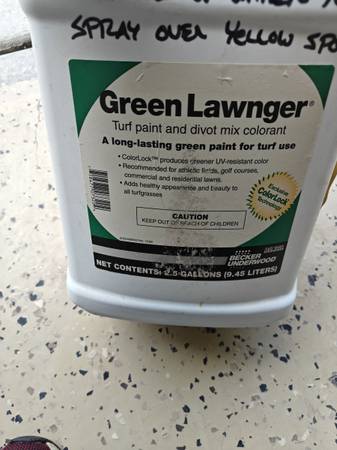 SPRAY OVER YELLOW SPO
Green Lawnger®
Turf paint and divot mix colorant
A long-lasting green paint for turf use
• ColorLock™ produces greener UV-resistant color
• Recommended for athletic fields, golf courses,
commercial and residential lawns.
• Adds healthy appearance and beauty to
all turfgrasses
Exclusive
ColorLock™
Technology
CAUTION
KEEP OUT OF REACH OF CHILDREN
BECKER
UNDERWOOD
NET CONTENTS: 2.5 GALLONS (9.45 LITERS)